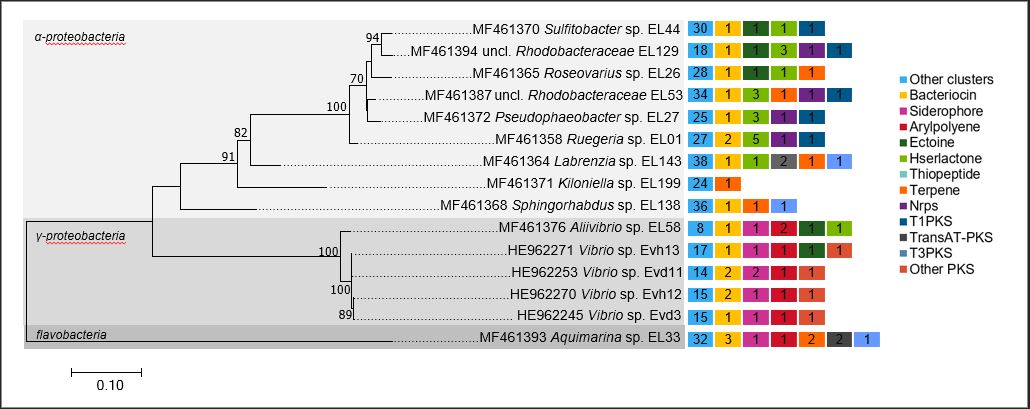 α-proteobacteria
MF461370 Sulfitobacter sp. EL44 30 1 1 1 1
94
MF461394 uncl. Rhodobacteraceae EL129 18 1 1 3 1 1
MF461365 Roseovarius sp. EL26 28 1 1 1 1
70
MF461387 uncl. Rhodobacteraceae EL53 34 1 3 1 1 1
100
MF461372 Pseudophaeobacter sp. EL27 25 1 3 1 1
MF461358 Ruegeria sp. EL01 27 2 5 1 1
82
MF461364 Labrenzia sp. EL143 38 1 1 2 1 1
91
MF461371 Kiloniella sp. EL199 24 1
MF461368 Sphingorhabdus sp. EL138 36 1 1 1
γ-proteobacteria
MF461376 Aliivibrio sp. EL58 8 1 1 2 1 1
100
HE962271 Vibrio sp. Evh13 17 1 1 1 1 1
HE962253 Vibrio sp. Evd11 14 2 2 1 1
100
HE962270 Vibrio sp. Evh12 15 2 1 1 1
89
HE962245 Vibrio sp. Evd3 15 1 1 1 1
flavobacteria
MF461393 Aquimarina sp. EL33 32 3 1 1 2 2 1
0.10
Other clusters
Bacteriocin
Siderophore
Arylpolyene
Ectoine
Hserlactone
Thiopeptide
Terpene
Nrps
T1PKS
TransAT-PKS
T3PKS
Other PKS